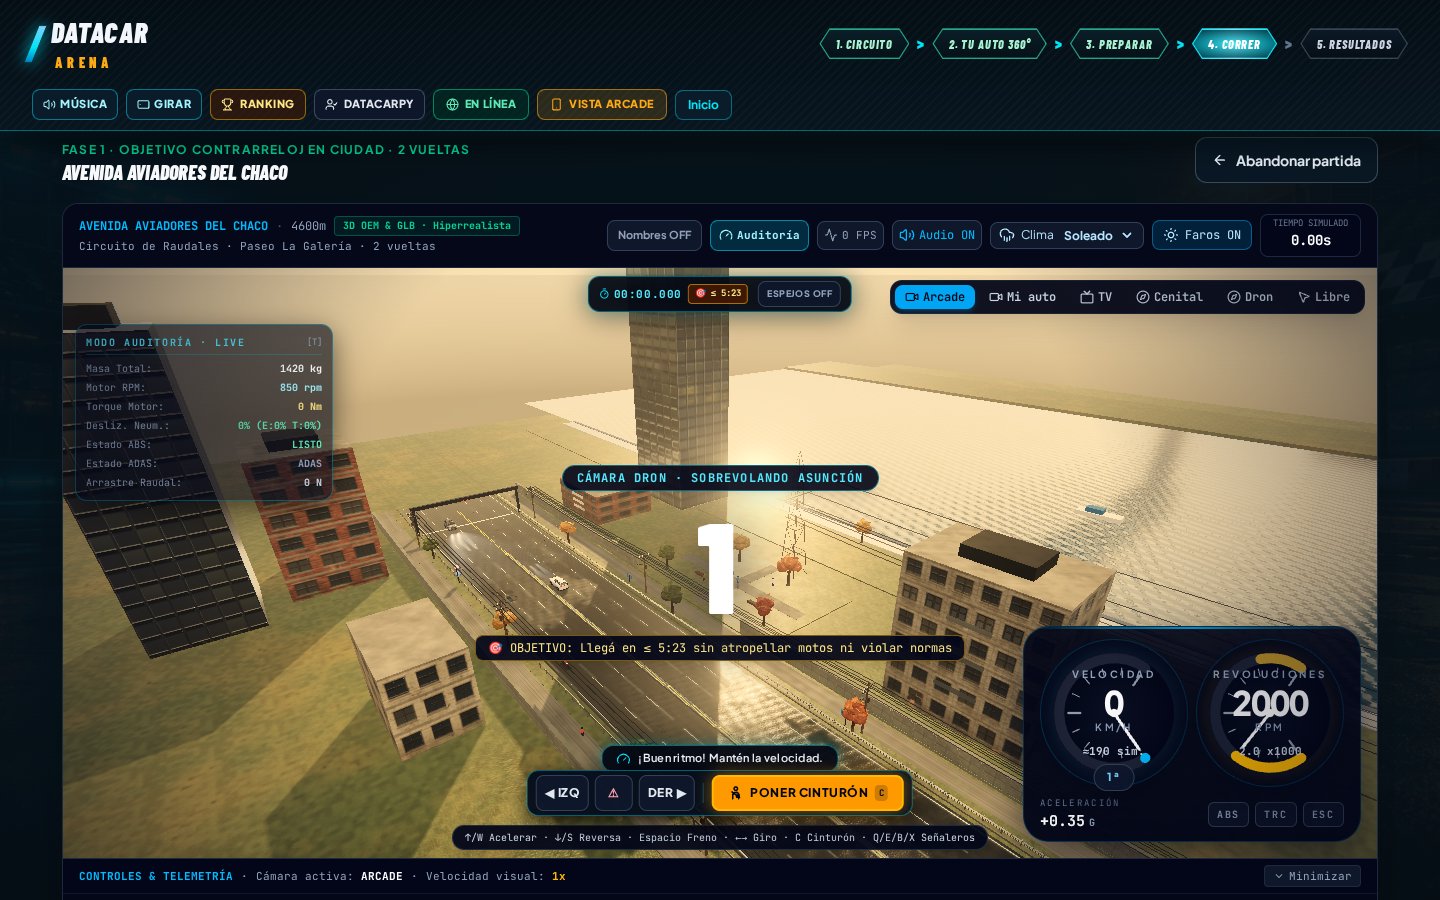 DATACAR
ARENA
1. CIRCUITO > 2. TU AUTO 360° > 3. PREPARAR > 4. CORRER > 5. RESULTADOS
MÚSICA GIRAR RANKING DATACARPY EN LÍNEA VISTA ARCADE Inicio
FASE 1 · OBJETIVO CONTRARRELOJ EN CIUDAD · 2 VUELTAS
AVENIDA AVIADORES DEL CHACO
← Abandonar partida
AVENIDA AVIADORES DEL CHACO · 4600m 3D OEM & GLB · Hiperrealista
Circuito de Raudales · Paseo La Galería · 2 vueltas
Nombres OFF Auditoría 0 FPS Audio ON Clima Soleado Faros ON
TIEMPO SIMULADO
0.00s
00:00.000 🎯 ≤ 5:23 ESPEJOS OFF
Arcade Mi auto TV Cenital Dron Libre
MODO AUDITORÍA · LIVE [T]
Masa Total: 1420 kg
Motor RPM: 850 rpm
Torque Motor: 0 Nm
Desliz. Neum.: 0% (E:0% T:0%)
Estado ABS: LISTO
Estado ADAS: ADAS
Arrastre Raudal: 0 N
CÁMARA DRON · SOBREVOLANDO ASUNCIÓN
1
🎯 OBJETIVO: Llegá en ≤ 5:23 sin atropellar motos ni violar normas
VELOCIDAD
0
KM/H
≈190 sim.
1ª
REVOLUCIONES
2000
RPM
2.0 x1000
ACELERACIÓN
+0.35 G
ABS TRC ESC
¡Buen ritmo! Mantén la velocidad.
◀ IZQ ⚠ DER ▶ PONER CINTURÓN C
↑/W Acelerar · ↓/S Reversa · Espacio Freno · ←→ Giro · C Cinturón · Q/E/B/X Señaleros
CONTROLES & TELEMETRÍA · Cámara activa: ARCADE · Velocidad visual: 1x
Minimizar